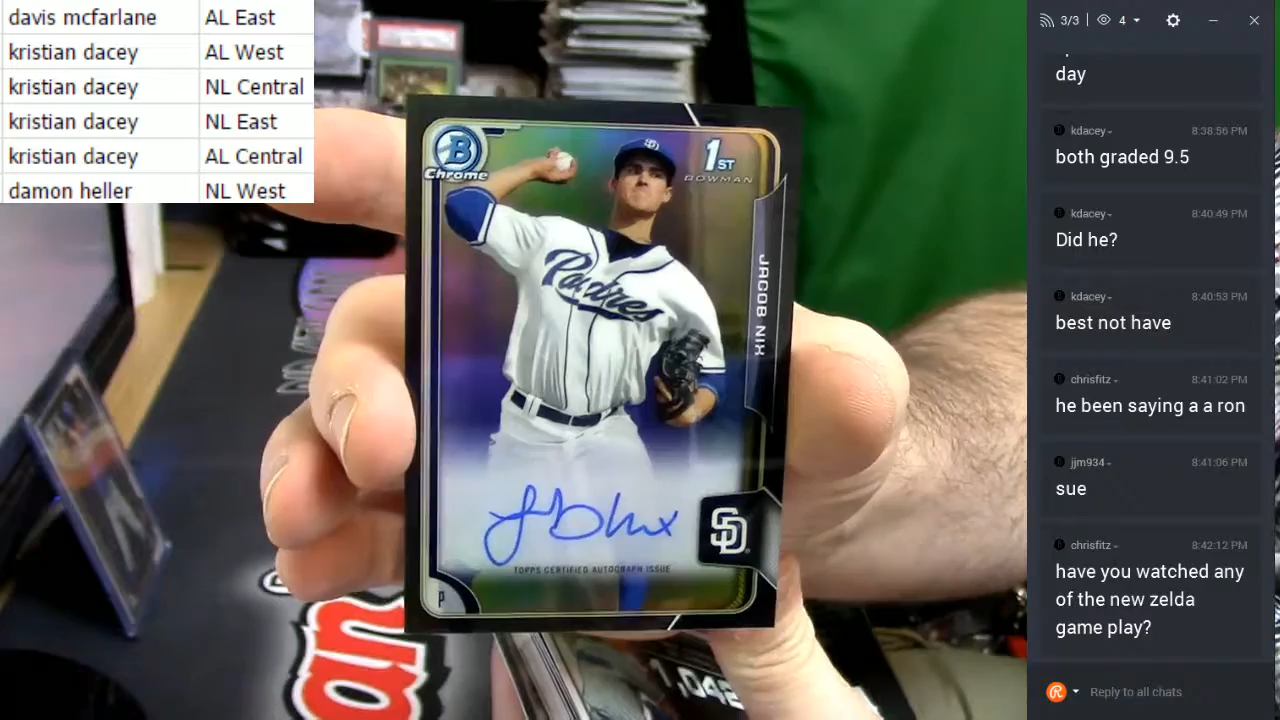 davis mcfarlane AL East
kristian dacey AL West
kristian dacey NL Central
kristian dacey NL East
kristian dacey AL Central
damon heller NL West
B
Chrome
1ST
BOWMAN
SD
Padres
JACOB NIX
SD
TOPPS CERTIFIED AUTOGRAPH ISSUE
P
1,042
3/3
4
day
kdacey 8:38:56 PM
both graded 9.5
kdacey 8:40:49 PM
Did he?
kdacey 8:40:53 PM
best not have
chrisfitz 8:41:02 PM
he been saying a a ron
jjm934 8:41:06 PM
sue
chrisfitz 8:42:12 PM
have you watched any
of the new zelda
game play?
Reply to all chats